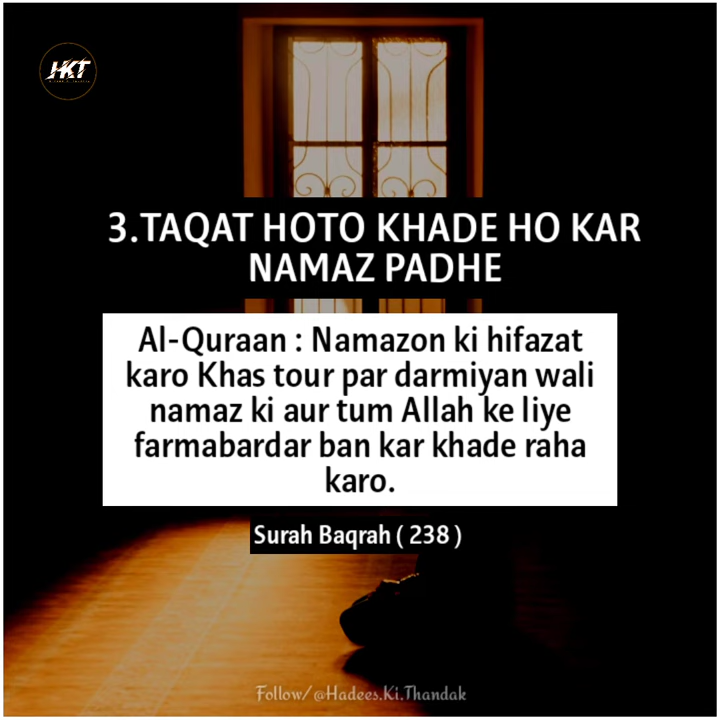 HKT
3.TAQAT HOTO KHADE HO KAR
NAMAZ PADHE
Al-Quraan : Namazon ki hifazat
karo Khas tour par darmiyan wali
namaz ki aur tum Allah ke liye
farmabardar ban kar khade raha
karo.
Surah Baqrah ( 238 )
Follow/ @Hadees.Ki.Thandak